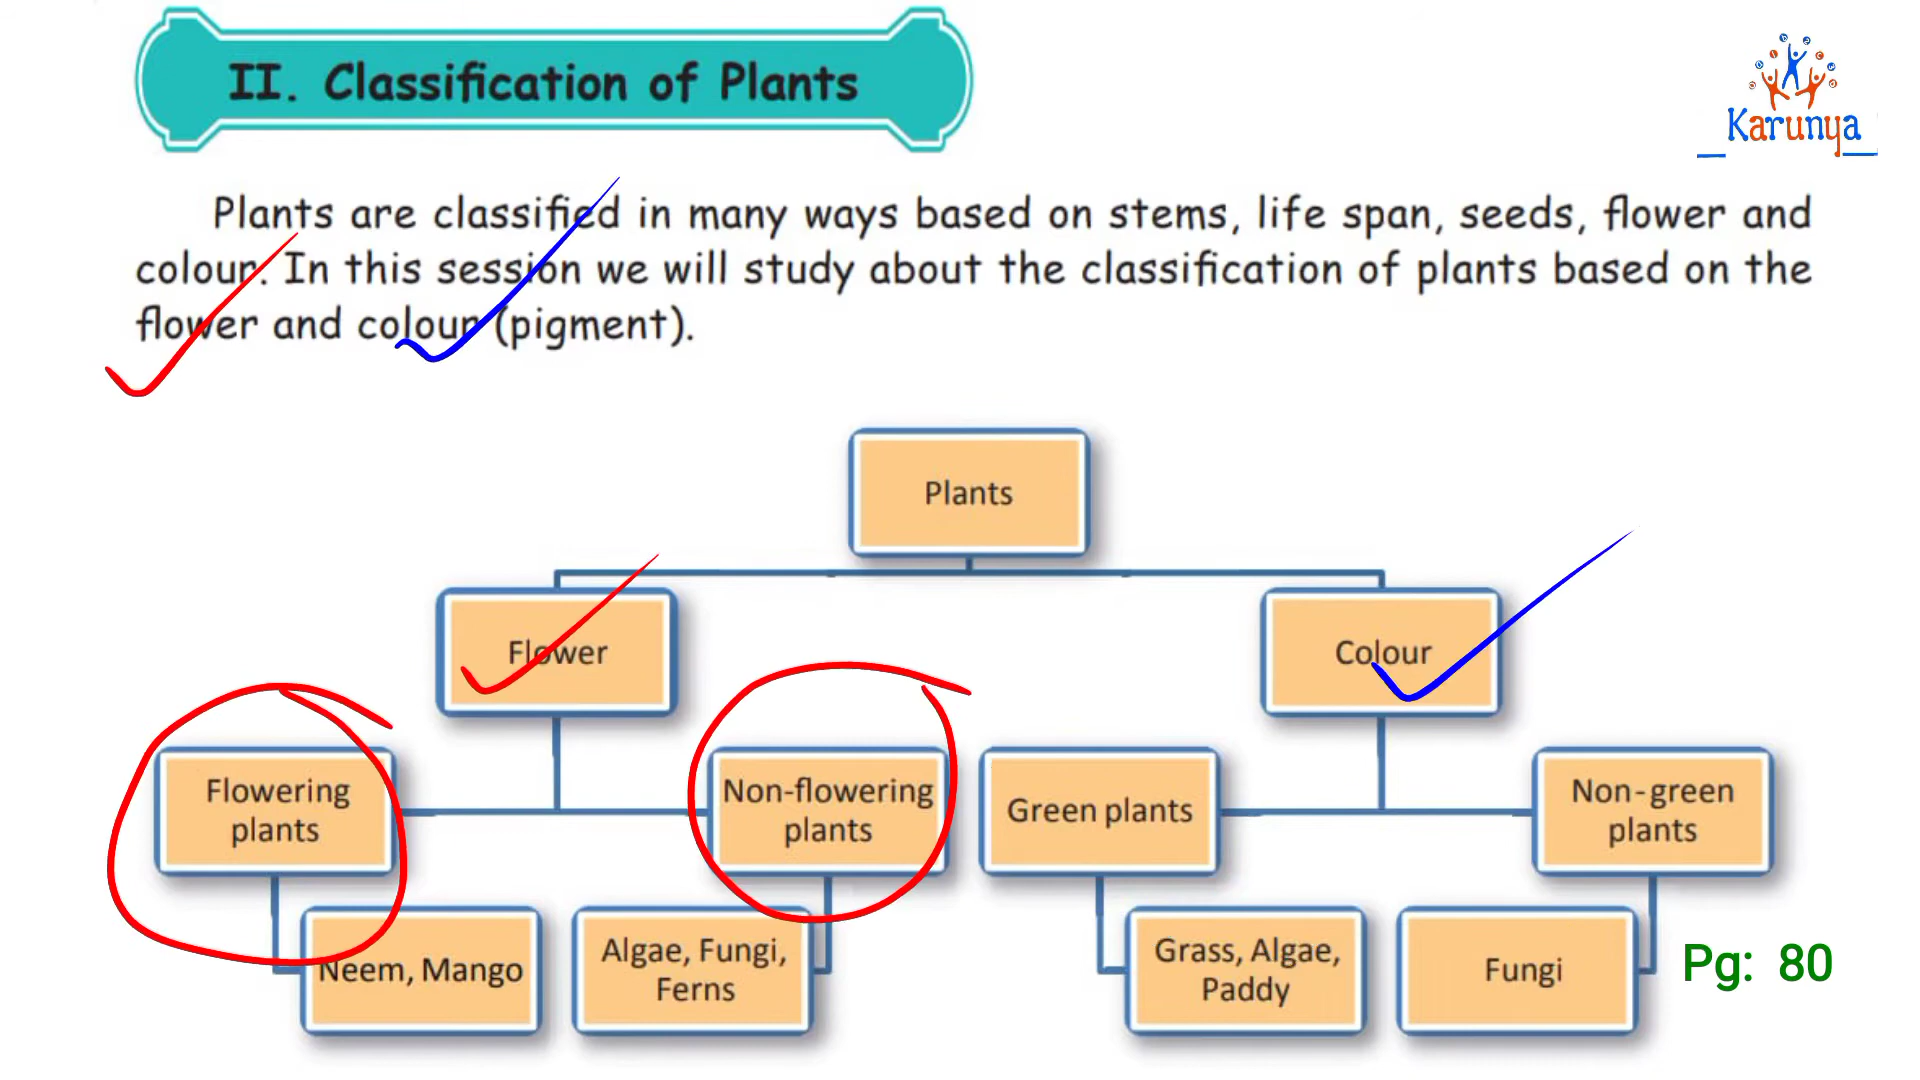 II. Classification of Plants
Karunya
Plants are classified in many ways based on stems, life span, seeds, flower and
colour. In this session we will study about the classification of plants based on the
flower and colour (pigment).
Plants
Flower
Colour
Flowering
plants
Non-flowering
plants
Green plants
Non-green
plants
Neem, Mango
Algae, Fungi,
Ferns
Grass, Algae,
Paddy
Fungi
Pg: 80